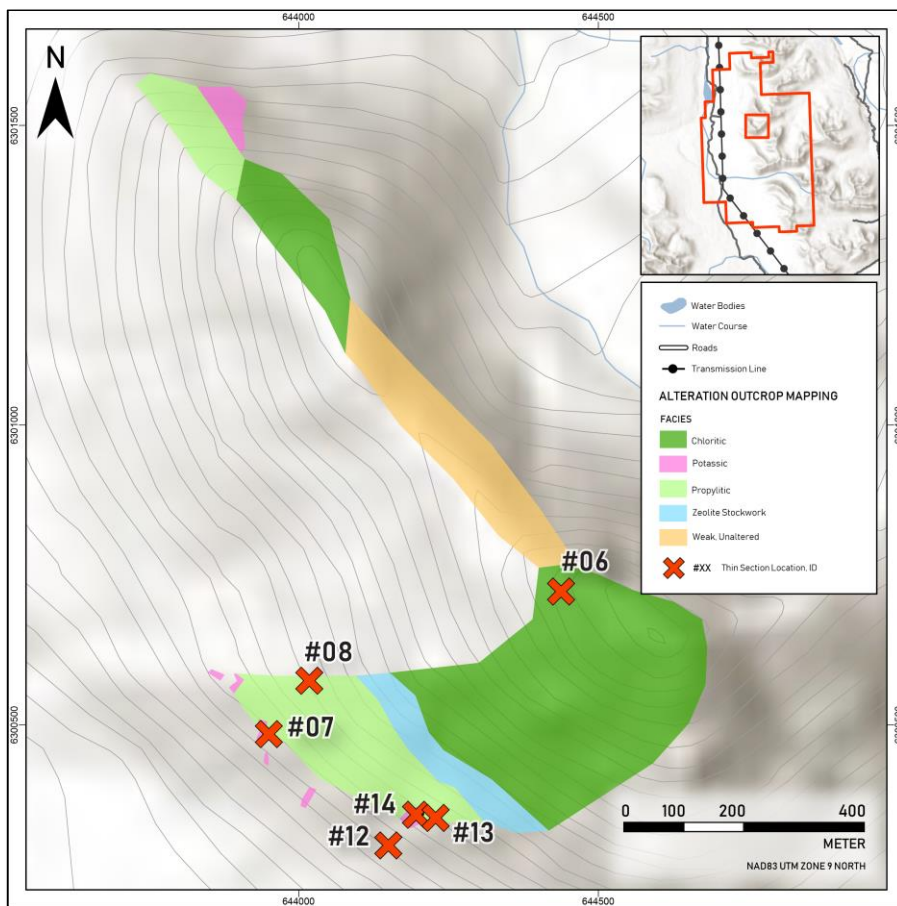 644000
644500
N
6301500
6301000
6300500
Water Bodies
Water Course
Roads
Transmission Line
ALTERATION OUTCROP MAPPING
FACIES
Chloritic
Potassic
Propylitic
Zeolite Stockwork
Weak, Unaltered
#XX Thin Section Location, ID
#06
#08
#07
#14
#13
#12
0 100 200 400
METER
NAD83 UTM ZONE 9 NORTH
644000
644500